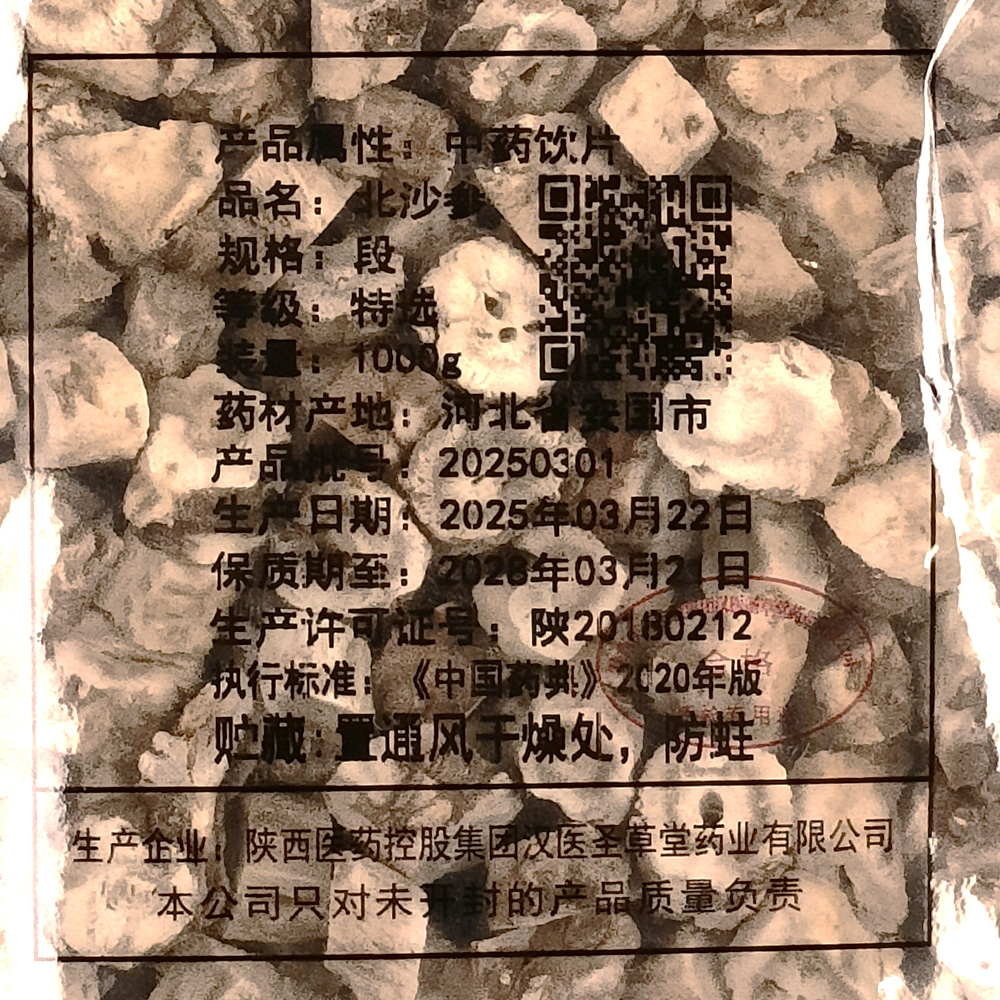 产品属性：中药饮片
品名：北沙参
规格：段
等级：特选
装量：1000g
药材产地：河北省安国市
产品批号：20250301
生产日期：2025年03月22日
保质期至：2028年03月21日
生产许可证号：陕20180212
执行标准：《中国药典》2020年版
贮藏：置通风干燥处，防蛀
合格
生产企业：陕西医药控股集团汉医圣草堂药业有限公司
本公司只对未开封的产品质量负责